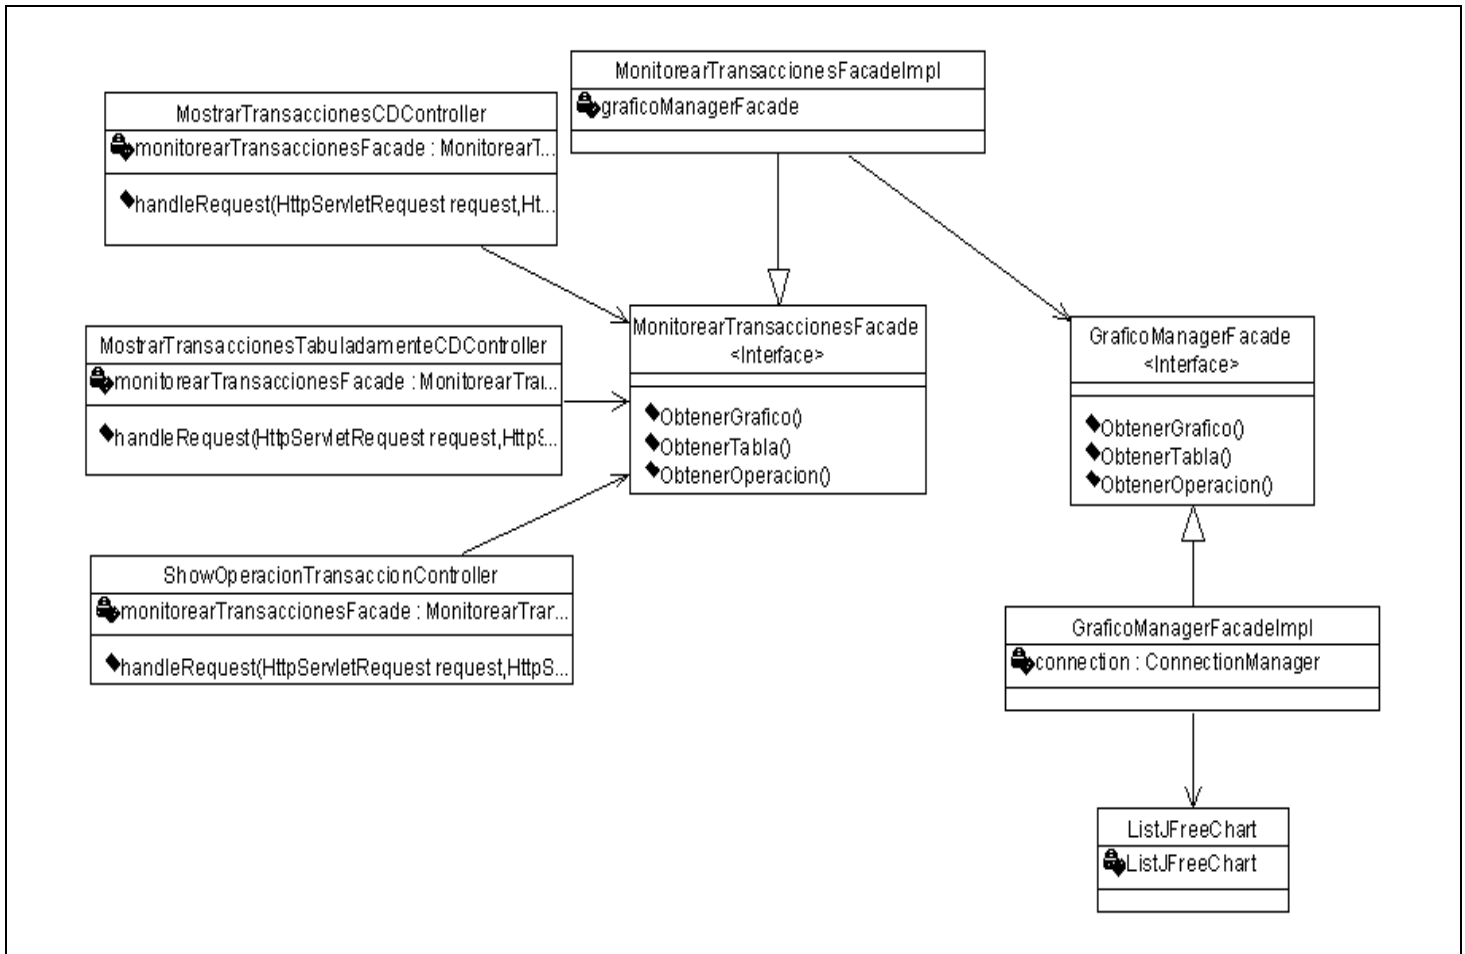 MonitorearTransaccionesFacadeImpl
graficoManagerFacade
MostrarTransaccionesCDController
monitorearTransaccionesFacade : MonitorearT...
handleRequest(HttpServletRequest request,Ht...
MostrarTransaccionesTabuladamenteCDController
monitorearTransaccionesFacade : MonitorearTrai...
handleRequest(HttpServletRequest request,HttpS...
ShowOperacionTransaccionController
monitorearTransaccionesFacade : MonitorearTrar...
handleRequest(HttpServletRequest request,HttpS...
MonitorearTransaccionesFacade
<Interface>
ObtenerGrafico()
ObtenerTabla()
ObtenerOperacion()
GraficoManagerFacade
<Interface>
ObtenerGrafico()
ObtenerTabla()
ObtenerOperacion()
GraficoManagerFacadeImpl
connection : ConnectionManager
ListJFreeChart
ListJFreeChart